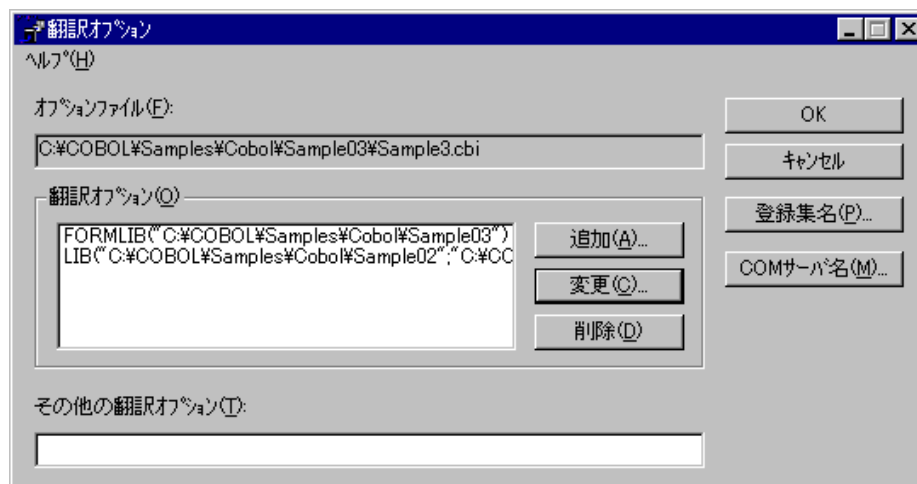 翻訳オプション
ヘルプ(H)
オプションファイル(F):
C:¥COBOL¥Samples¥Cobol¥Sample03¥Sample3.cbi
翻訳オプション(O)
FORMLIB("C:¥COBOL¥Samples¥Cobol¥Sample03")
LIB("C:¥COBOL¥Samples¥Cobol¥Sample02";"C:¥CC
追加(A)...
変更(C)...
削除(D)
その他の翻訳オプション(T):
OK
キャンセル
登録集名(P)...
COMサーバ名(M)...